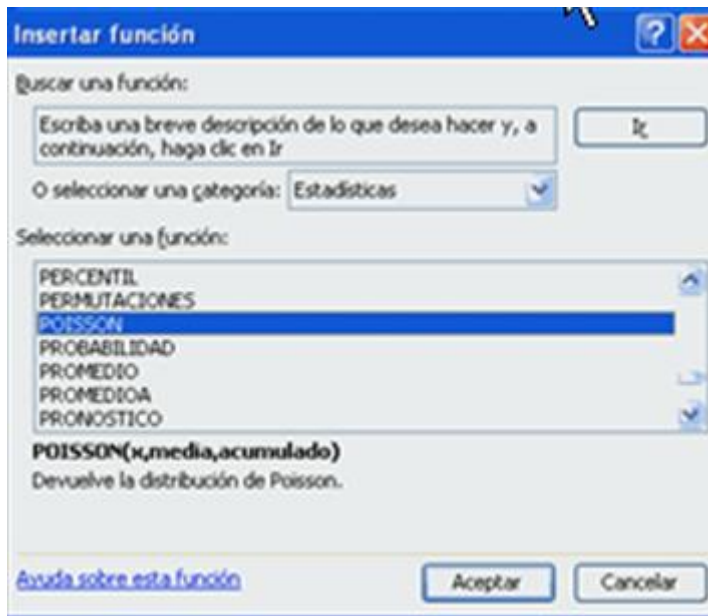 Insertar función
Buscar una función:
Escriba una breve descripción de lo que desea hacer y, a
continuación, haga clic en Ir
Ir
O seleccionar una categoría: Estadísticas
Seleccionar una función:
PERCENTIL
PERMUTACIONES
POISSON
PROBABILIDAD
PROMEDIO
PROMEDIOA
PRONOSTICO
POISSON(x,media,acumulado)
Devuelve la distribución de Poisson.
Ayuda sobre esta función
Aceptar
Cancelar